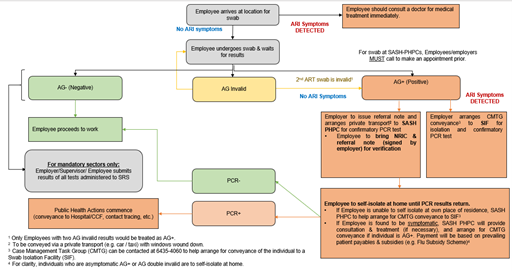 Employee arrives at location for
swab
Employee should consult a doctor for medical
treatment immediately.
No ARI symptoms
ARI Symptoms
DETECTED
Employee undergoes swab & waits
for results
For swab at SASH-PHPCs, Employees/employers
MUST call to make an appointment prior.
2nd ART swab is invalid¹
AG- (Negative)
AG Invalid
AG+ (Positive)
No ARI Symptoms
ARI Symptoms
DETECTED
Employee proceeds to work
Employer to issue referral note and
arranges private transport² to SASH
PHPC for confirmatory PCR test
• Employee to bring NRIC &
referral note (signed by
employer) for verification
Employer arranges CMTG
conveyance³ to SIF for
isolation and confirmatory
PCR test
For mandatory sectors only:
Employer/Supervisor/ Employee submits
results of all tests administered to SRS
PCR-
PCR+
Public Health Actions commence
(conveyance to Hospital/CCF, contact tracing, etc.)
Employee to self-isolate at home until PCR results return.
• If Employee is unable to self isolate at own place of residence, SASH
PHPC to help arrange for CMTG conveyance to SIF³
• If Employee is found to be symptomatic, SASH PHPC will provide
consultation & treatment (if necessary); and arrange for CMTG
conveyance if individual is AG+. Payment will be based on prevailing
patient payables & subsidies (e.g. Flu Subsidy Scheme)⁴
¹ Only Employees with two AG invalid results would be treated as AG+.
² To be conveyed via a private transport (e.g. car / taxi) with windows wound down.
³ Case Management Task Group (CMTG) can be contacted at 6435-4060 to help arrange for conveyance of the individual to a
Swab Isolation Facility (SIF).
⁴ For clarity, individuals who are asymptomatic AG+ or AG double invalid are to self-isolate at home.